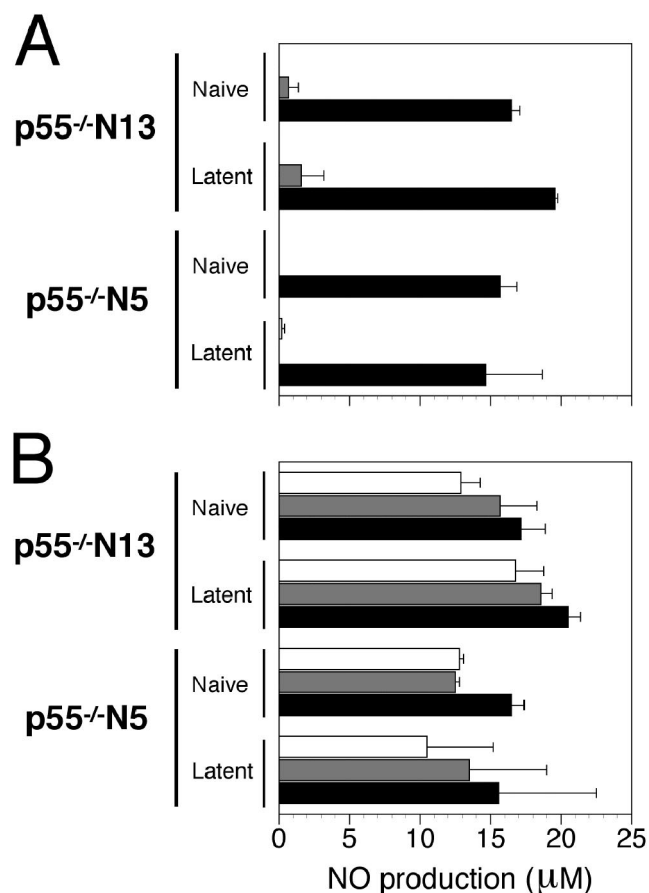 A
Naive
p55-/-N13
Latent
Naive
p55-/-N5
Latent
B
Naive
p55-/-N13
Latent
Naive
p55-/-N5
Latent
0 5 10 15 20 25
NO production (μM)